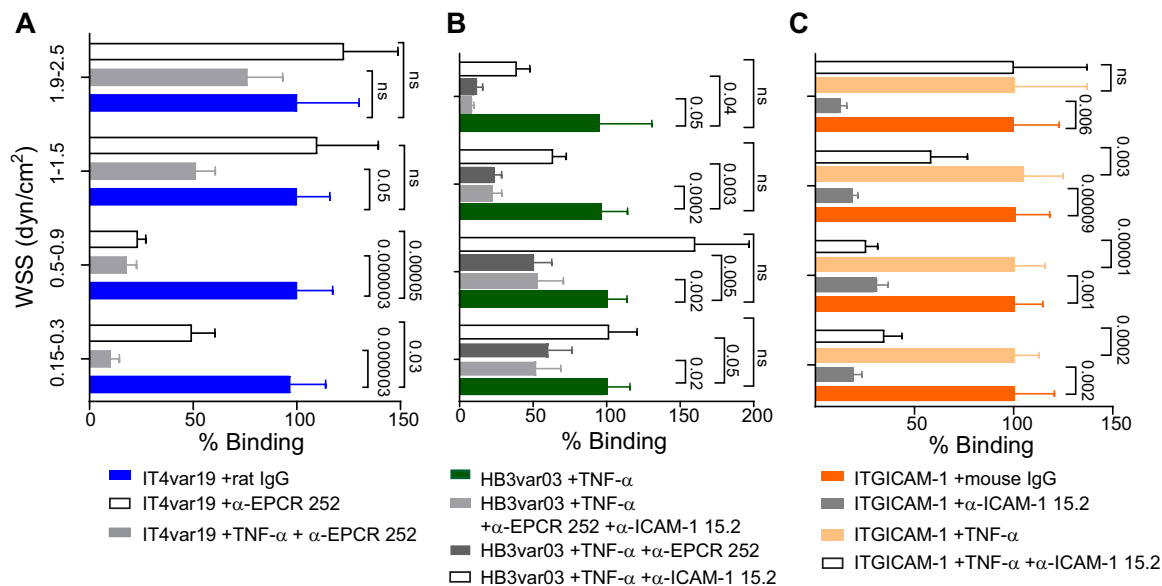 A
WSS (dyn/cm²)
1.9-2.5
1-1.5
0.5-0.9
0.15-0.3
ns
ns
ns
0.05
0.00005
0.000003
0.03
0.000003
0
50
100
150
% Binding
IT4var19 +rat IgG
IT4var19 +α-EPCR 252
IT4var19 +TNF-α + α-EPCR 252
B
ns
0.04
0.05
ns
0.003
0.0002
ns
0.005
0.002
ns
0.05
0.02
0
50
100
150
200
% Binding
HB3var03 +TNF-α
HB3var03 +TNF-α
+α-EPCR 252 +α-ICAM-1 15.2
HB3var03 +TNF-α +α-EPCR 252
HB3var03 +TNF-α +α-ICAM-1 15.2
C
ns
0.006
0.003
0.000009
0.00001
0.001
0.0002
0.002
0
50
100
150
% Binding
ITGICAM-1 +mouse IgG
ITGICAM-1 +α-ICAM-1 15.2
ITGICAM-1 +TNF-α
ITGICAM-1 +TNF-α +α-ICAM-1 15.2